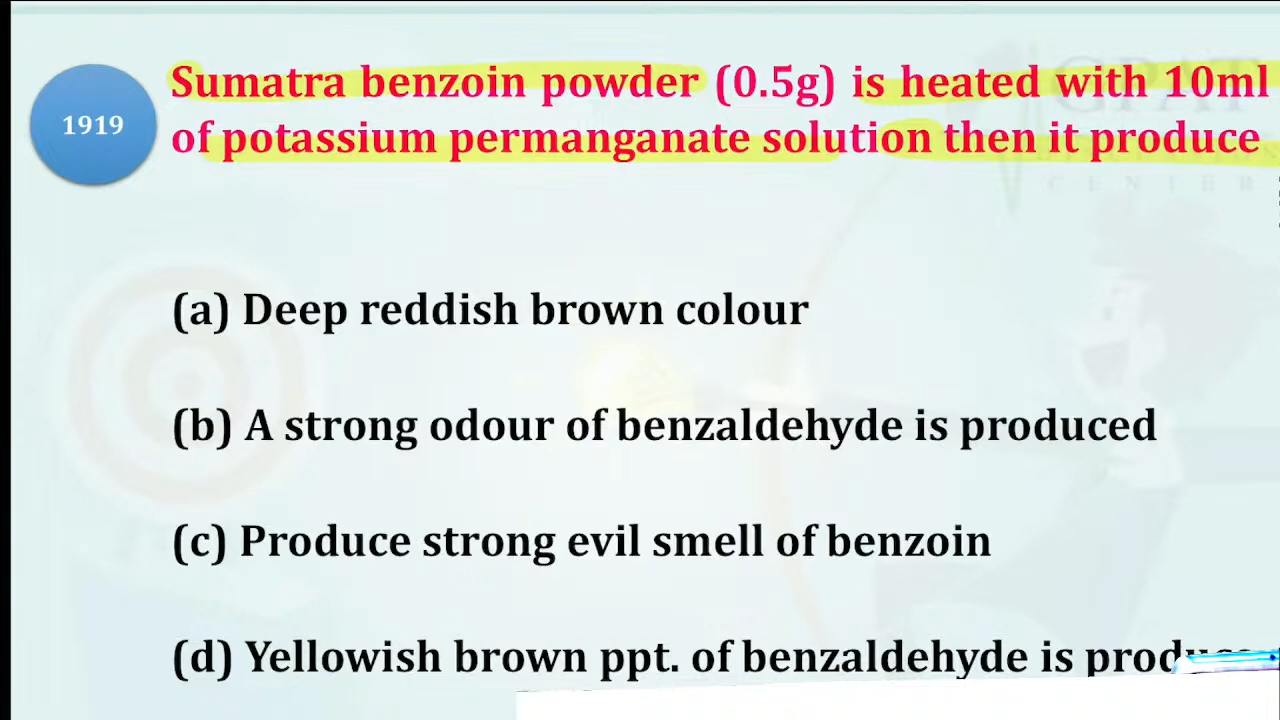 1919
Sumatra benzoin powder (0.5g) is heated with 10ml
of potassium permanganate solution then it produce
GPAT
CENTER
(a) Deep reddish brown colour
(b) A strong odour of benzaldehyde is produced
(c) Produce strong evil smell of benzoin
(d) Yellowish brown ppt. of benzaldehyde is